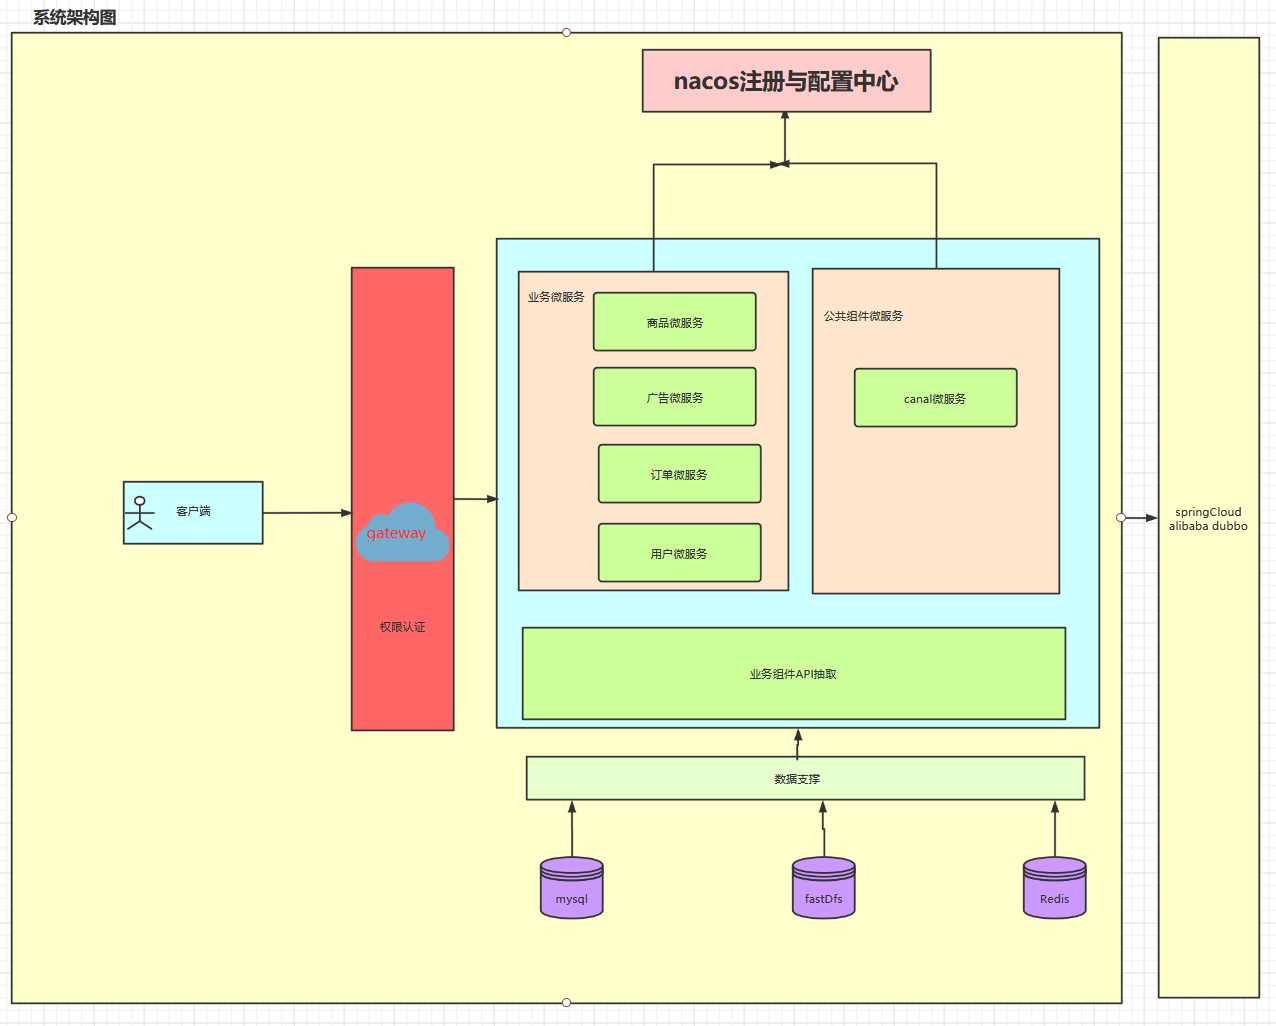 系统架构图
nacos注册与配置中心
业务微服务
商品微服务
广告微服务
订单微服务
用户微服务
公共组件微服务
canal微服务
客户端
gateway
权限认证
业务组件API抽取
数据支撑
mysql
fastDfs
Redis
springCloud
alibaba dubbo